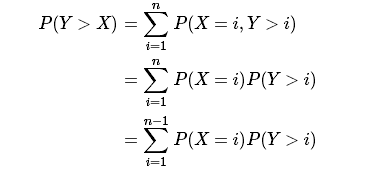 P(Y > X) = \sum_{i=1}^{n} P(X = i, Y > i)
= \sum_{i=1}^{n} P(X = i)P(Y > i)
= \sum_{i=1}^{n-1} P(X = i)P(Y > i)